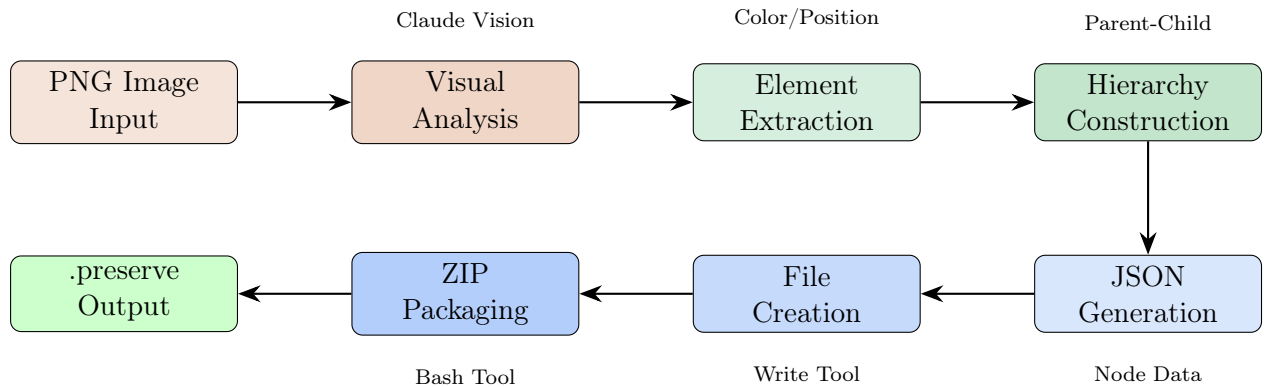 Claude Vision
Color/Position
Parent-Child
PNG Image
Input
Visual
Analysis
Element
Extraction
Hierarchy
Construction
.preserve
Output
ZIP
Packaging
File
Creation
JSON
Generation
Bash Tool
Write Tool
Node Data